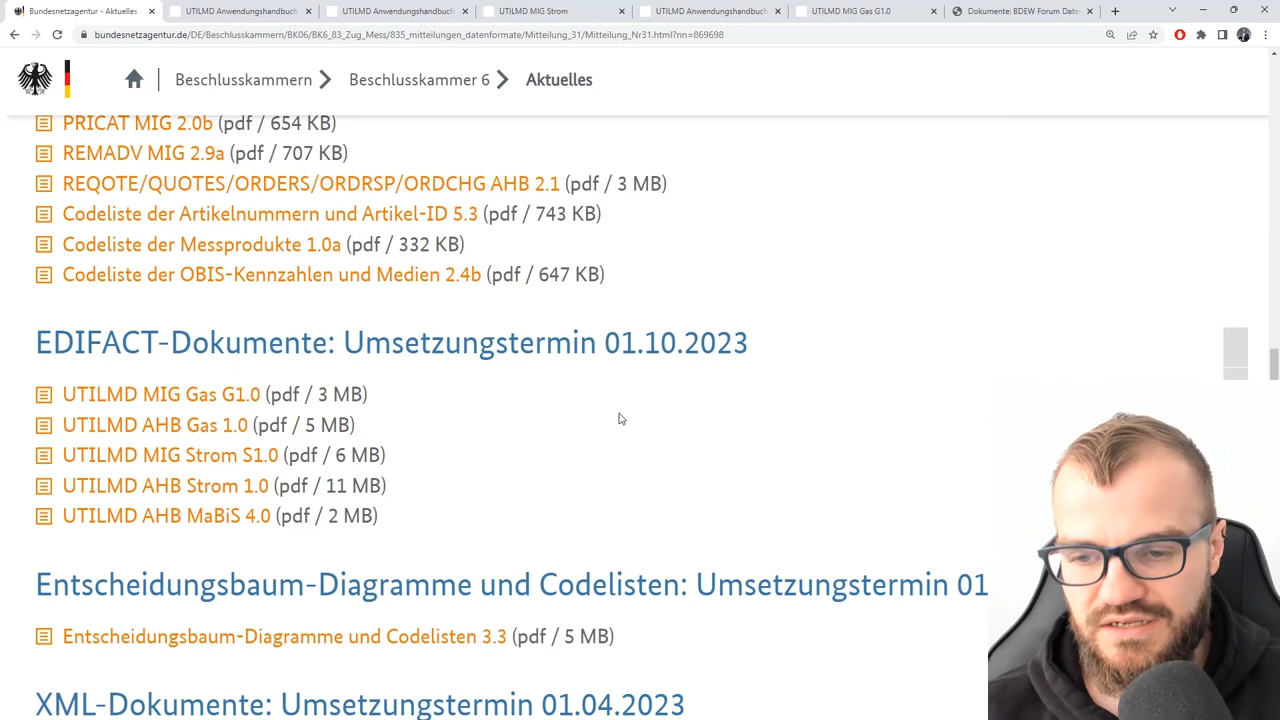 Bundesnetzagentur - Aktuelles
UTILMD Anwendungshandbuch
UTILMD Anwendungshandbuch
UTILMD MIG Strom
UTILMD Anwendungshandbuch
UTILMD MIG Gas G1.0
Dokumente: BDEW Forum Date
bundesnetzagentur.de/DE/Beschlusskammern/BK06/BK6_83_Zug_Mess/835_mitteilungen_datenformate/Mitteilung_31/Mitteilung_Nr31.html?nn=869698
Beschlusskammern Beschlusskammer 6 Aktuelles
PRICAT MIG 2.0b (pdf / 654 KB)
REMADV MIG 2.9a (pdf / 707 KB)
REQOTE/QUOTES/ORDERS/ORDRSP/ORDCHG AHB 2.1 (pdf / 3 MB)
Codeliste der Artikelnummern und Artikel-ID 5.3 (pdf / 743 KB)
Codeliste der Messprodukte 1.0a (pdf / 332 KB)
Codeliste der OBIS-Kennzahlen und Medien 2.4b (pdf / 647 KB)
EDIFACT-Dokumente: Umsetzungstermin 01.10.2023
UTILMD MIG Gas G1.0 (pdf / 3 MB)
UTILMD AHB Gas 1.0 (pdf / 5 MB)
UTILMD MIG Strom S1.0 (pdf / 6 MB)
UTILMD AHB Strom 1.0 (pdf / 11 MB)
UTILMD AHB MaBiS 4.0 (pdf / 2 MB)
Entscheidungsbaum-Diagramme und Codelisten: Umsetzungstermin 01
Entscheidungsbaum-Diagramme und Codelisten 3.3 (pdf / 5 MB)
XML-Dokumente: Umsetzungstermin 01.04.2023